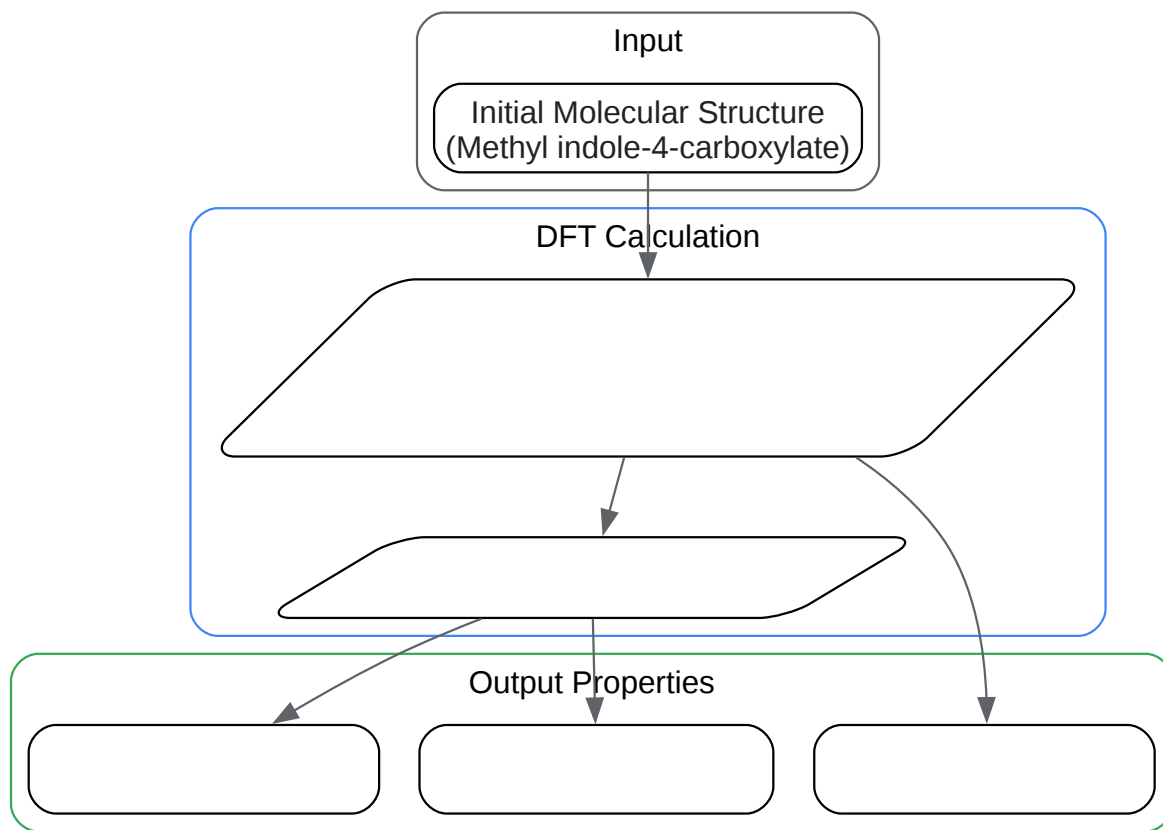 Input
Initial Molecular Structure
(Methyl indole-4-carboxylate)
DFT Calculation
Output Properties